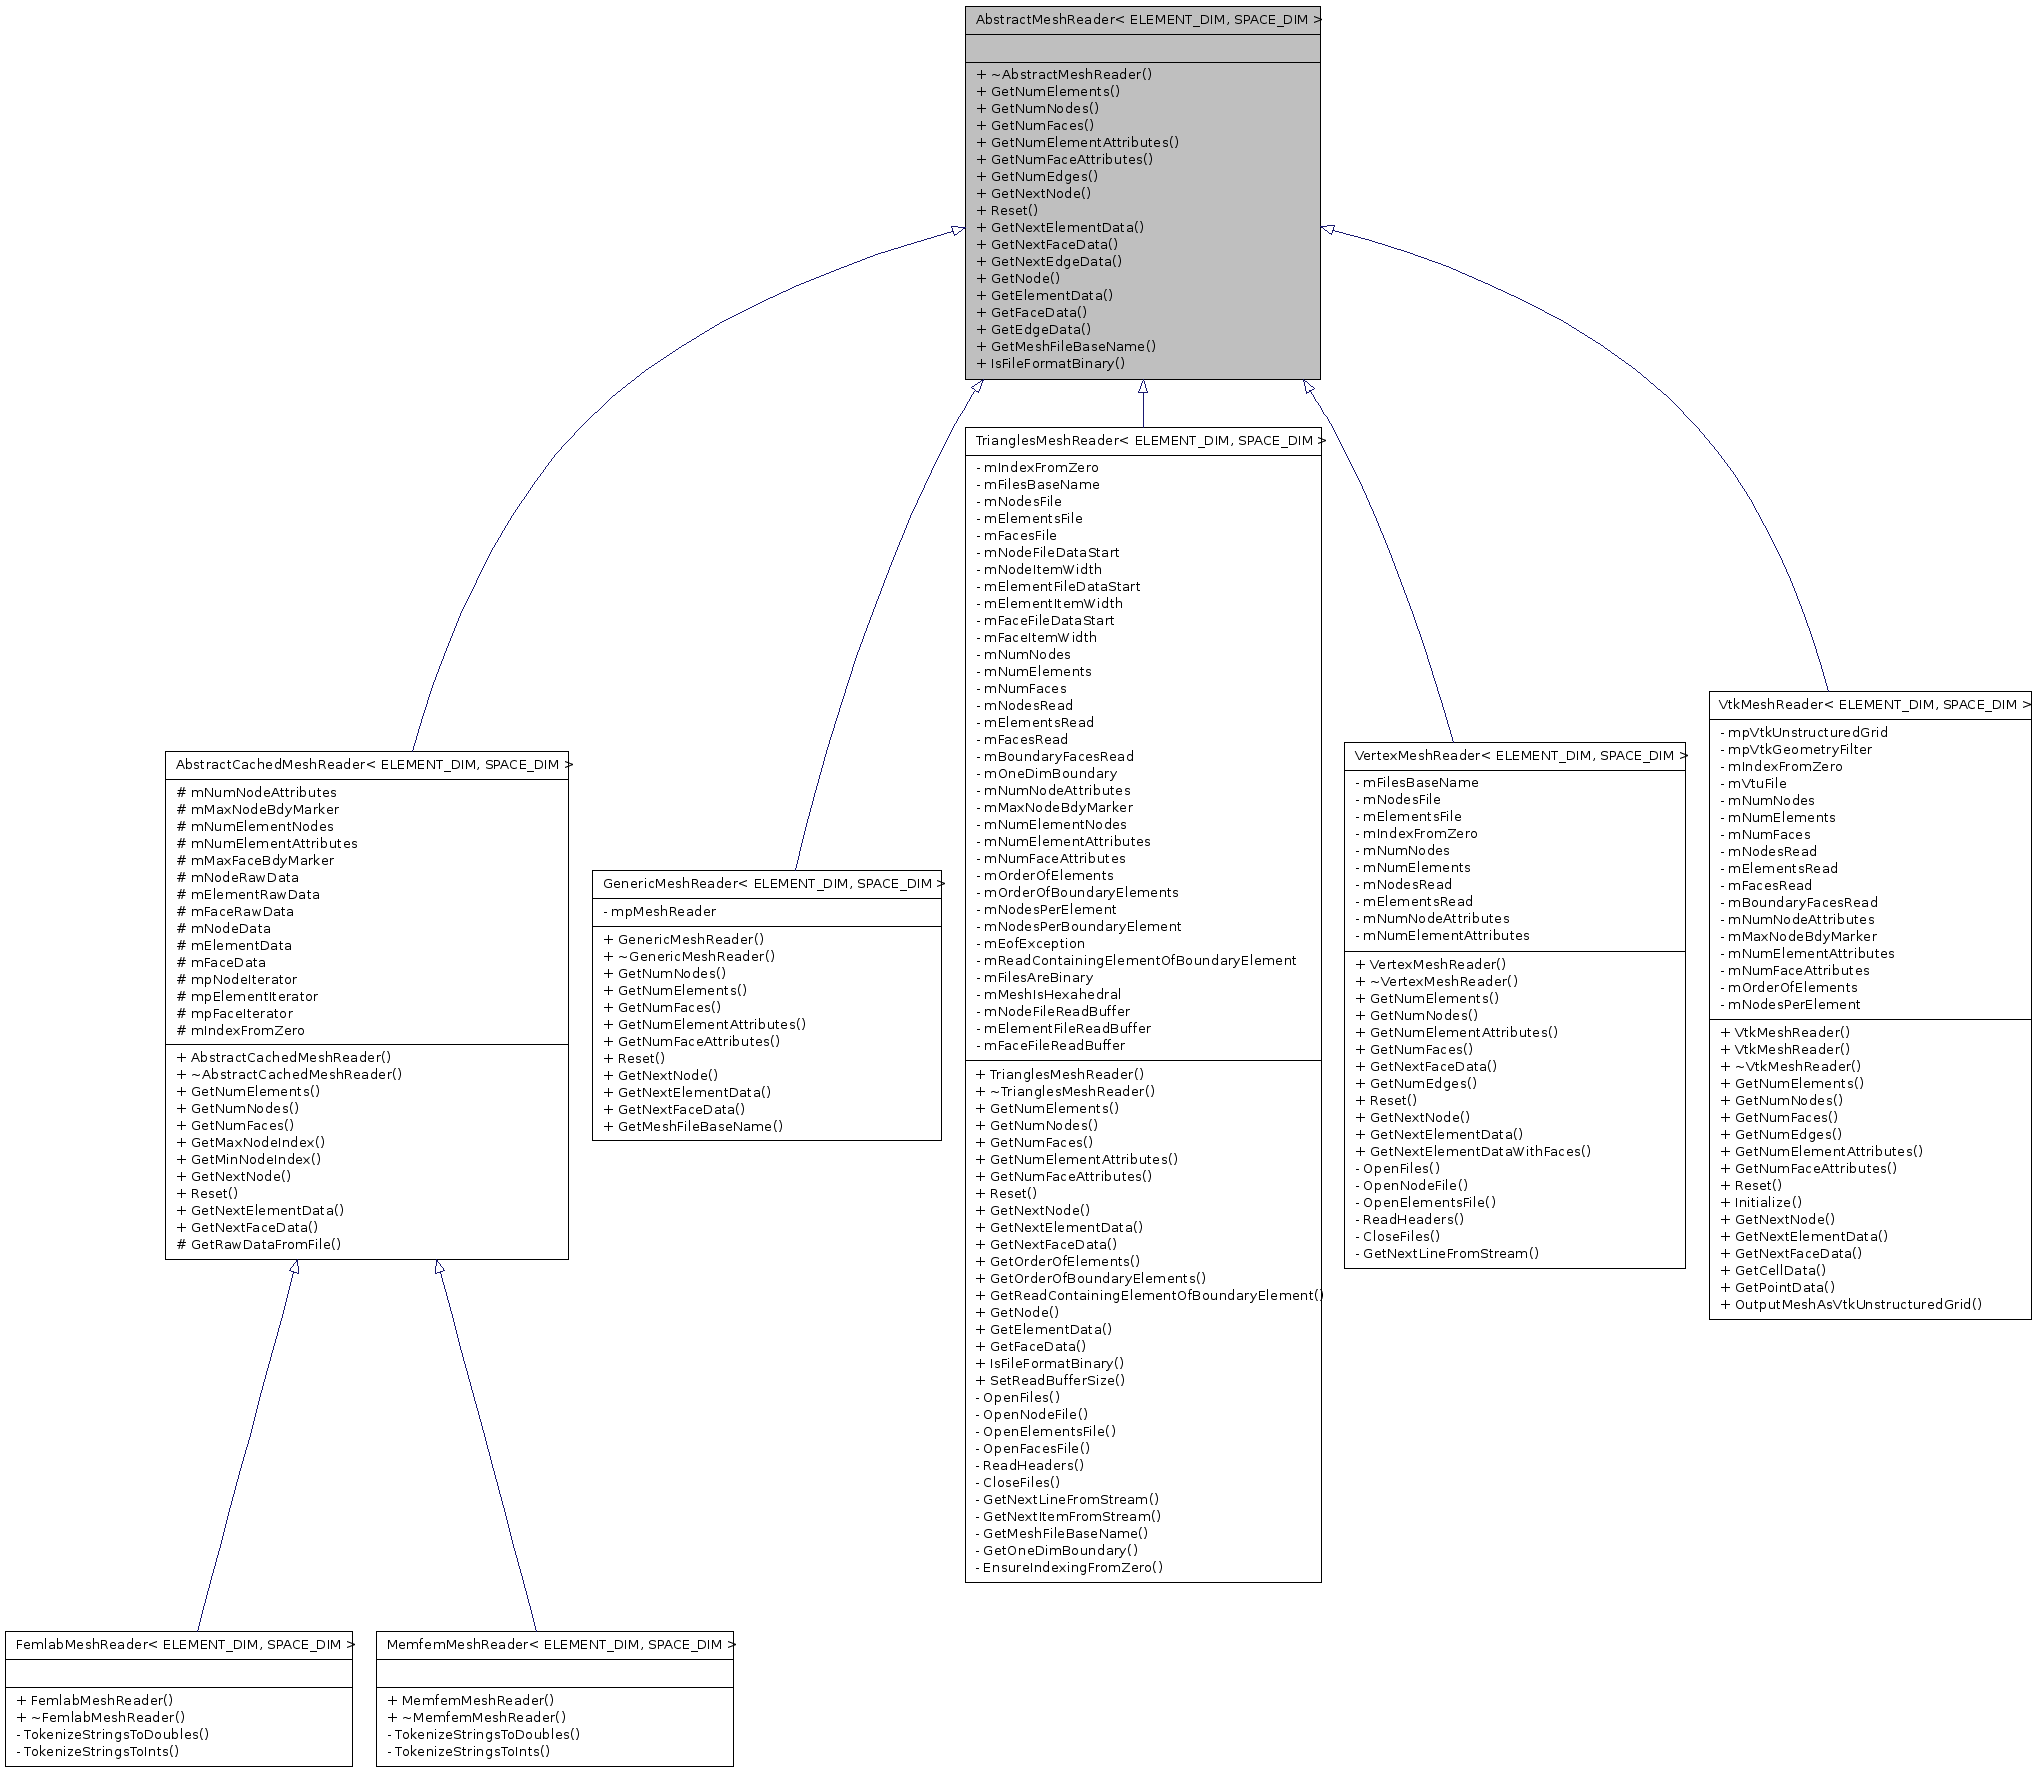 AbstractMeshReader< ELEMENT_DIM, SPACE_DIM >
+ ~AbstractMeshReader()
+ GetNumElements()
+ GetNumNodes()
+ GetNumFaces()
+ GetNumElementAttributes()
+ GetNumFaceAttributes()
+ GetNumEdges()
+ GetNextNode()
+ Reset()
+ GetNextElementData()
+ GetNextFaceData()
+ GetNextEdgeData()
+ GetNode()
+ GetElementData()
+ GetFaceData()
+ GetEdgeData()
+ GetMeshFileBaseName()
+ IsFileFormatBinary()
AbstractCachedMeshReader< ELEMENT_DIM, SPACE_DIM >
# mNumNodeAttributes
# mMaxNodeBdyMarker
# mNumElementNodes
# mNumElementAttributes
# mMaxFaceBdyMarker
# mNodeRawData
# mElementRawData
# mFaceRawData
# mNodeData
# mElementData
# mFaceData
# mpNodeIterator
# mpElementIterator
# mpFaceIterator
# mIndexFromZero
+ AbstractCachedMeshReader()
+ ~AbstractCachedMeshReader()
+ GetNumElements()
+ GetNumNodes()
+ GetNumFaces()
+ GetMaxNodeIndex()
+ GetMinNodeIndex()
+ GetNextNode()
+ Reset()
+ GetNextElementData()
+ GetNextFaceData()
# GetRawDataFromFile()
GenericMeshReader< ELEMENT_DIM, SPACE_DIM >
- mpMeshReader
+ GenericMeshReader()
+ ~GenericMeshReader()
+ GetNumNodes()
+ GetNumElements()
+ GetNumFaces()
+ GetNumElementAttributes()
+ GetNumFaceAttributes()
+ Reset()
+ GetNextNode()
+ GetNextElementData()
+ GetNextFaceData()
+ GetMeshFileBaseName()
TrianglesMeshReader< ELEMENT_DIM, SPACE_DIM >
- mIndexFromZero
- mFilesBaseName
- mNodesFile
- mElementsFile
- mFacesFile
- mNodeFileDataStart
- mNodeItemWidth
- mElementFileDataStart
- mElementItemWidth
- mFaceFileDataStart
- mFaceItemWidth
- mNumNodes
- mNumElements
- mNumFaces
- mNodesRead
- mElementsRead
- mFacesRead
- mBoundaryFacesRead
- mOneDimBoundary
- mNumNodeAttributes
- mMaxNodeBdyMarker
- mNumElementNodes
- mNumElementAttributes
- mNumFaceAttributes
- mOrderOfElements
- mOrderOfBoundaryElements
- mNodesPerElement
- mNodesPerBoundaryElement
- mEofException
- mReadContainingElementOfBoundaryElement
- mFilesAreBinary
- mMeshIsHexahedral
- mNodeFileReadBuffer
- mElementFileReadBuffer
- mFaceFileReadBuffer
+ TrianglesMeshReader()
+ ~TrianglesMeshReader()
+ GetNumElements()
+ GetNumNodes()
+ GetNumFaces()
+ GetNumElementAttributes()
+ GetNumFaceAttributes()
+ Reset()
+ GetNextNode()
+ GetNextElementData()
+ GetNextFaceData()
+ GetOrderOfElements()
+ GetOrderOfBoundaryElements()
+ GetReadContainingElementOfBoundaryElement()
+ GetNode()
+ GetElementData()
+ GetFaceData()
+ IsFileFormatBinary()
+ SetReadBufferSize()
- OpenFiles()
- OpenNodeFile()
- OpenElementsFile()
- OpenFacesFile()
- ReadHeaders()
- CloseFiles()
- GetNextLineFromStream()
- GetNextItemFromStream()
- GetMeshFileBaseName()
- GetOneDimBoundary()
- EnsureIndexingFromZero()
VertexMeshReader< ELEMENT_DIM, SPACE_DIM >
- mFilesBaseName
- mNodesFile
- mElementsFile
- mIndexFromZero
- mNumNodes
- mNumElements
- mNodesRead
- mElementsRead
- mNumNodeAttributes
- mNumElementAttributes
+ VertexMeshReader()
+ ~VertexMeshReader()
+ GetNumElements()
+ GetNumNodes()
+ GetNumElementAttributes()
+ GetNumFaces()
+ GetNextFaceData()
+ GetNumEdges()
+ Reset()
+ GetNextNode()
+ GetNextElementData()
+ GetNextElementDataWithFaces()
- OpenFiles()
- OpenNodeFile()
- OpenElementsFile()
- ReadHeaders()
- CloseFiles()
- GetNextLineFromStream()
VtkMeshReader< ELEMENT_DIM, SPACE_DIM >
- mpVtkUnstructuredGrid
- mpVtkGeometryFilter
- mIndexFromZero
- mVtuFile
- mNumNodes
- mNumElements
- mNumFaces
- mNodesRead
- mElementsRead
- mFacesRead
- mBoundaryFacesRead
- mNumNodeAttributes
- mMaxNodeBdyMarker
- mNumElementAttributes
- mNumFaceAttributes
- mOrderOfElements
- mNodesPerElement
+ VtkMeshReader()
+ VtkMeshReader()
+ ~VtkMeshReader()
+ GetNumElements()
+ GetNumNodes()
+ GetNumFaces()
+ GetNumEdges()
+ GetNumElementAttributes()
+ GetNumFaceAttributes()
+ Reset()
+ Initialize()
+ GetNextNode()
+ GetNextElementData()
+ GetNextFaceData()
+ GetCellData()
+ GetPointData()
+ OutputMeshAsVtkUnstructuredGrid()
FemlabMeshReader< ELEMENT_DIM, SPACE_DIM >
+ FemlabMeshReader()
+ ~FemlabMeshReader()
- TokenizeStringsToDoubles()
- TokenizeStringsToInts()
MemfemMeshReader< ELEMENT_DIM, SPACE_DIM >
+ MemfemMeshReader()
+ ~MemfemMeshReader()
- TokenizeStringsToDoubles()
- TokenizeStringsToInts()